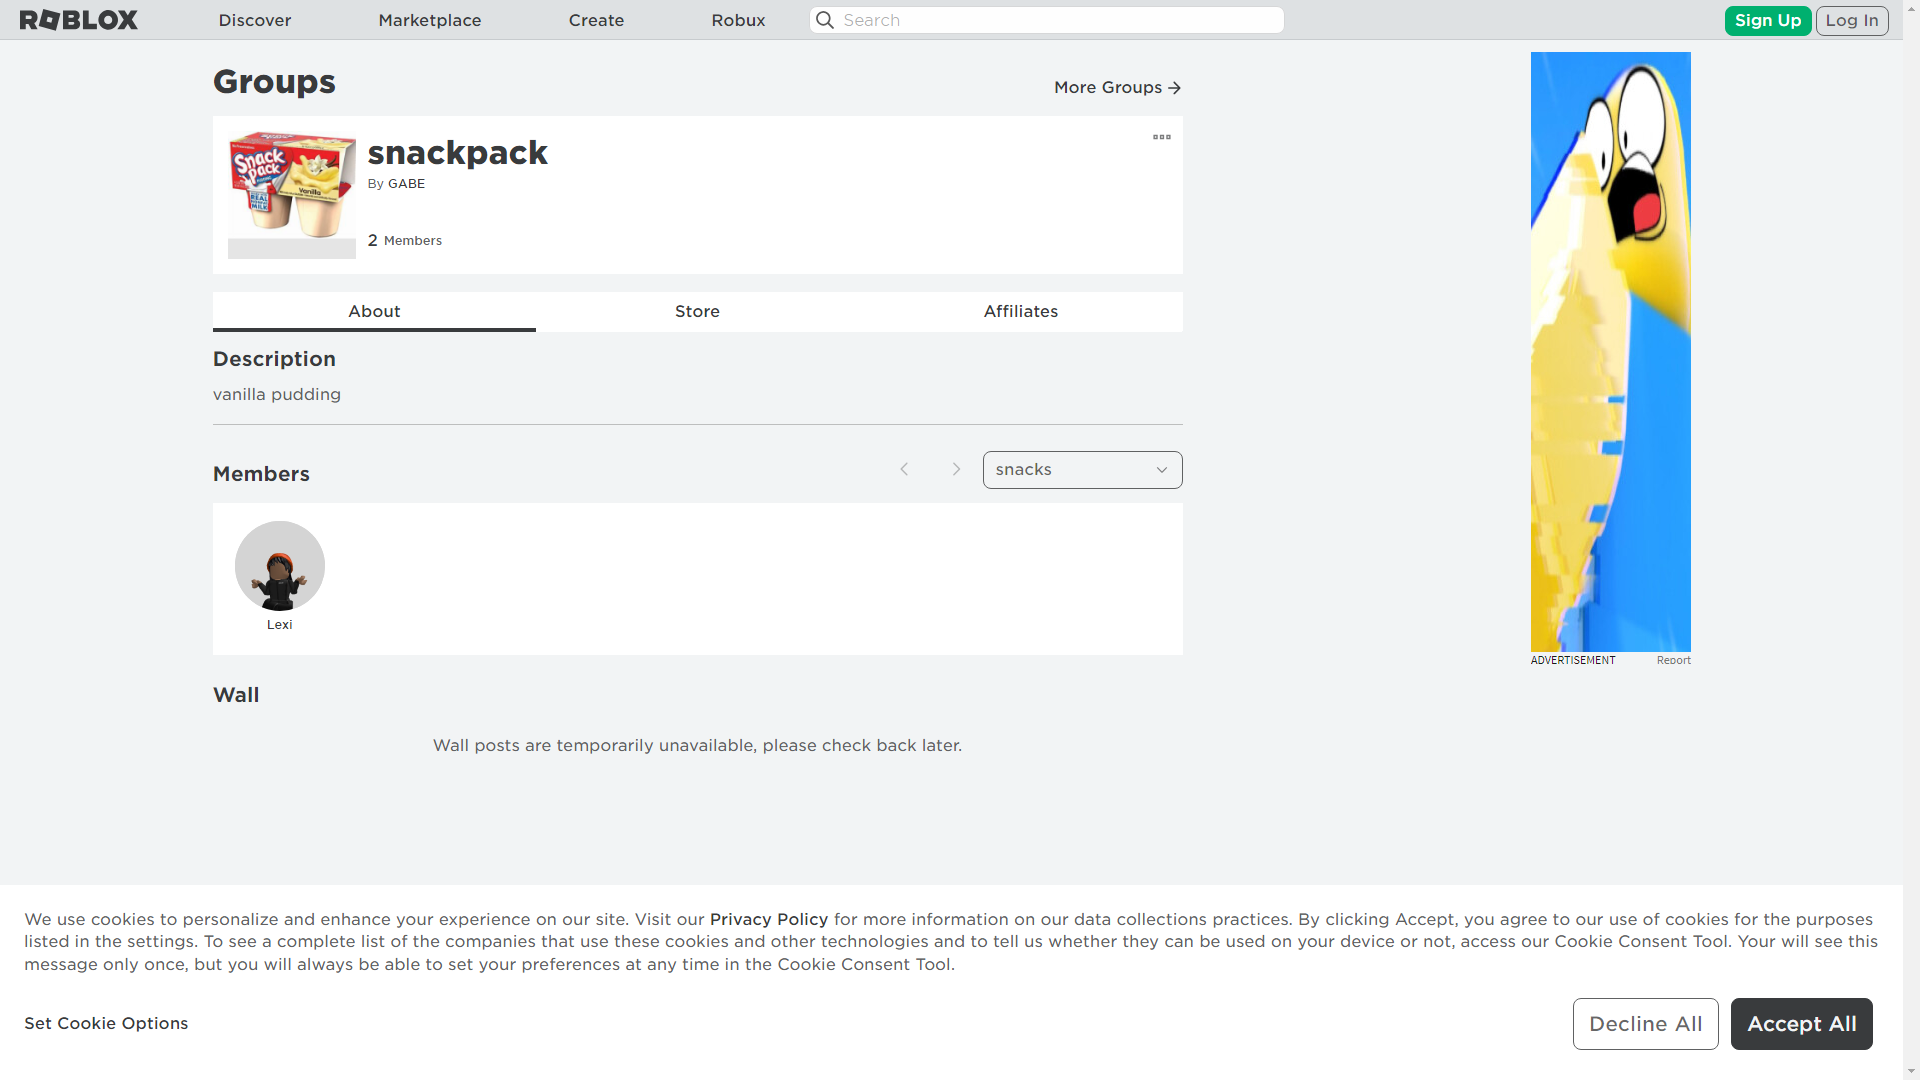 ROBLOX
Discover
Marketplace
Create
Robux
Search
Sign Up
Log In
Groups
More Groups
Snack Pack
Vanilla
REAL
MILK
snackpack
By GABE
2 Members
About
Store
Affiliates
Description
vanilla pudding
Members
snacks
Lexi
ADVERTISEMENT
Report
Wall
Wall posts are temporarily unavailable, please check back later.
We use cookies to personalize and enhance your experience on our site. Visit our Privacy Policy for more information on our data collections practices. By clicking Accept, you agree to our use of cookies for the purposes
listed in the settings. To see a complete list of the companies that use these cookies and other technologies and to tell us whether they can be used on your device or not, access our Cookie Consent Tool. Your will see this
message only once, but you will always be able to set your preferences at any time in the Cookie Consent Tool.
Set Cookie Options
Decline All
Accept All